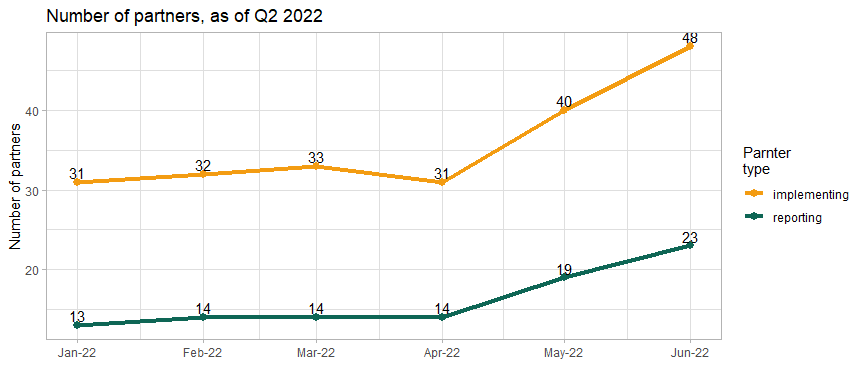 Number of partners, as of Q2 2022
48
40
40
33
32
31
31
30
23
20
19
14
14
14
13
Number of partners
Jan-22
Feb-22
Mar-22
Apr-22
May-22
Jun-22
Parnter
type
implementing
reporting